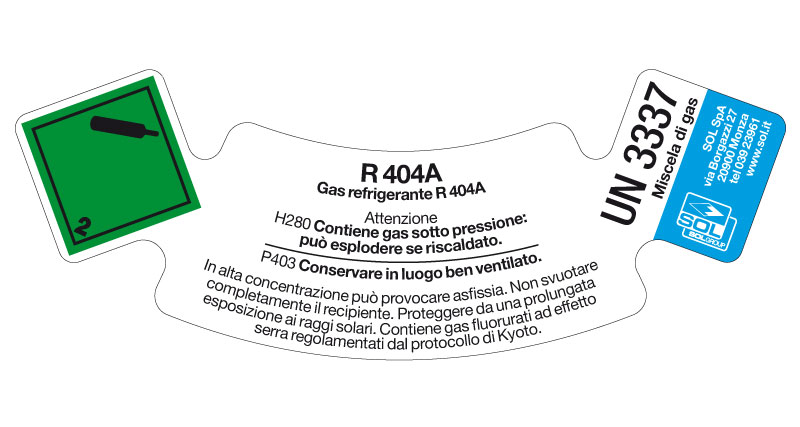 2
R 404A
Gas refrigerante R 404A
Attenzione
H280 Contiene gas sotto pressione:
può esplodere se riscaldato.
P403 Conservare in luogo ben ventilato.
In alta concentrazione può provocare asfissia. Non svuotare
completamente il recipiente. Proteggere da una prolungata
esposizione ai raggi solari. Contiene gas fluorurati ad effetto
serra regolamentati dal protocollo di Kyoto.
UN 3337
Miscela di gas
SOL SpA
via Borgazzi 27
20900 Monza
tel 039 23961
www.sol.it
SOL
SOLGROUP